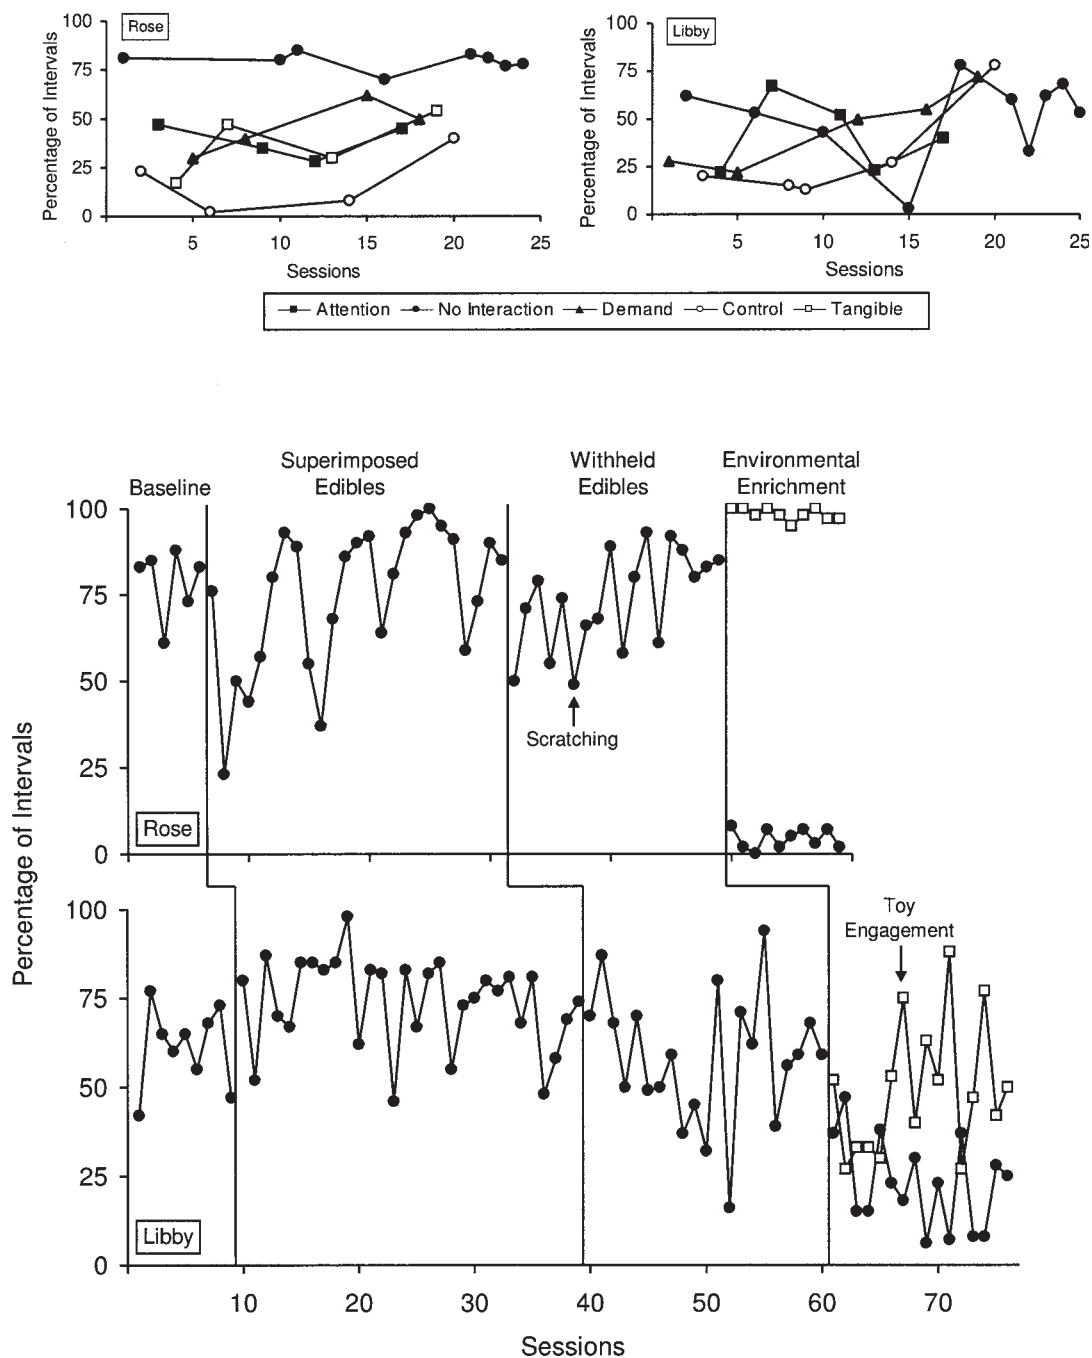 Rose
Percentage of Intervals
100
75
50
25
0
5 10 15 20 25
Sessions
Libby
Percentage of Intervals
100
75
50
25
0
5 10 15 20 25
Sessions
Attention No Interaction Demand Control Tangible
Baseline
Superimposed
Edibles
Withheld
Edibles
Environmental
Enrichment
Percentage of Intervals
100
75
50
25
0
Scratching
Rose
100
75
50
25
0
Toy
Engagement
Libby
10 20 30 40 50 60 70
Sessions